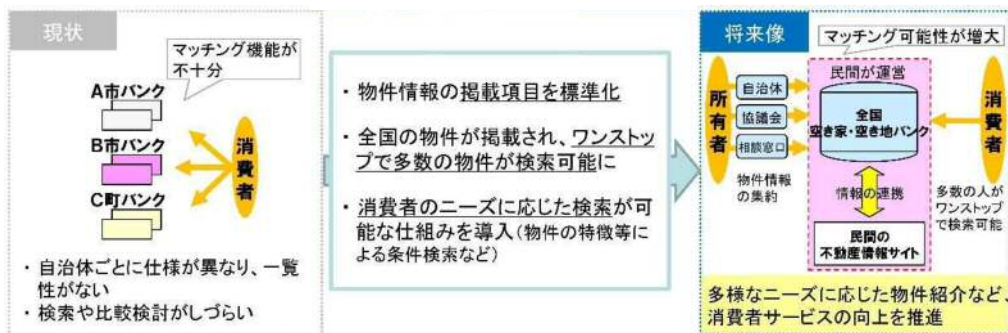 現状
マッチング機能が
不十分
A市バンク
B市バンク
C町バンク
消費者
・自治体ごとに仕様が異なり、一覧
性がない
・検索や比較検討がしづらい
・物件情報の掲載項目を標準化
・全国の物件が掲載され、ワンストッ
プで多数の物件が検索可能に
・消費者のニーズに応じた検索が可
能な仕組みを導入(物件の特徴等に
よる条件検索など)
将来像
マッチング可能性が増大
所有者
自治体
協議会
相談窓口
物件情報
の集約
民間が運営
全国
空き家・空き地バンク
情報の連携
民間の
不動産情報サイト
消費者
多数の人が
ワンストップ
で検索可能
多様なニーズに応じた物件紹介など、
消費者サービスの向上を推進